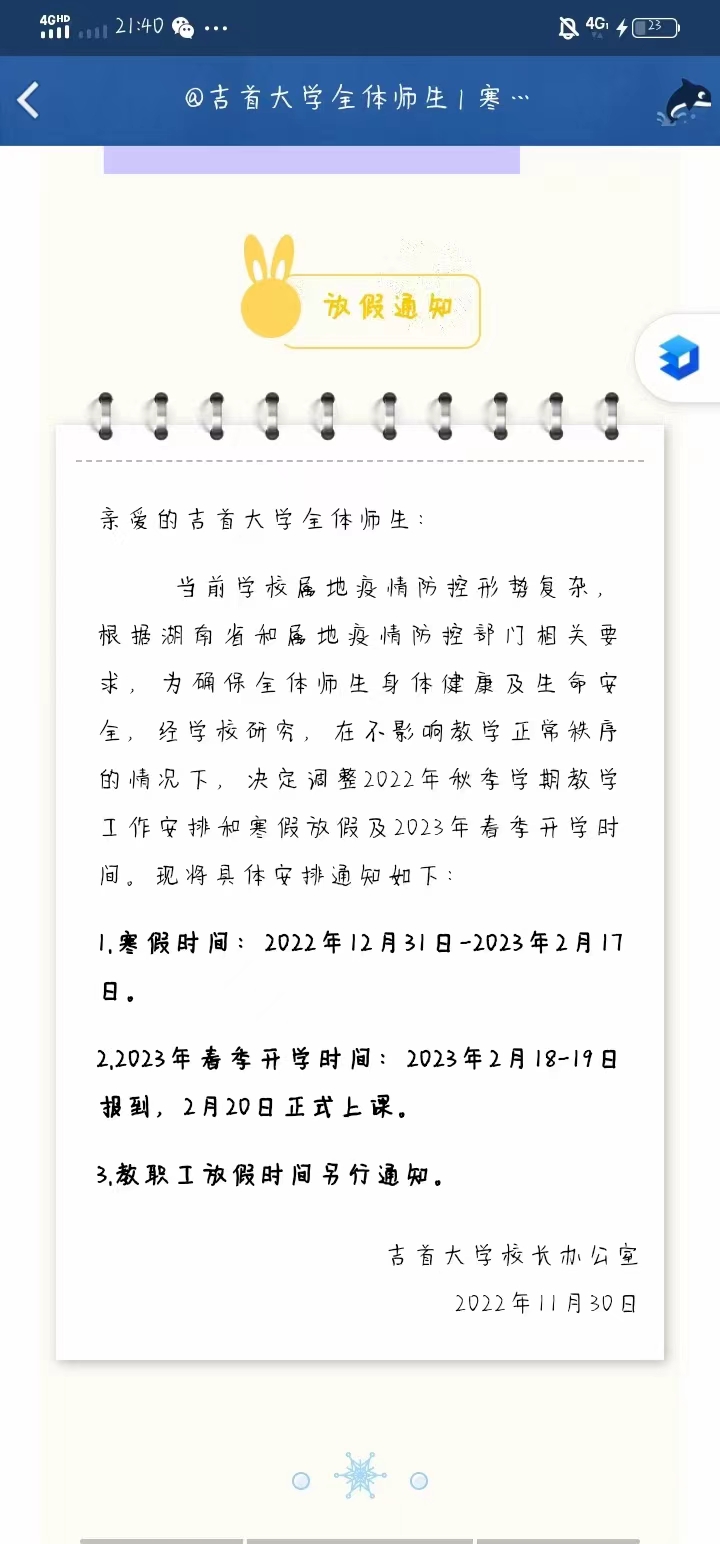 4GHD 21:40 ... 4G 23
@吉首大学全体师生|寒…
放假通知
亲爱的吉首大学全体师生：
当前学校属地疫情防控形势复杂，
根据湖南省和属地疫情防控部门相关要
求，为确保全体师生身体健康及生命安
全，经学校研究，在不影响教学正常秩序
的情况下，决定调整2022年秋季学期教学
工作安排和寒假放假及2023年春季开学时
间。现将具体安排通知如下：
1.寒假时间：2022年12月31日-2023年2月17
日。
2.2023年春季开学时间：2023年2月18-19日
报到，2月20日正式上课。
3.教职工放假时间另行通知。
吉首大学校长办公室
2022年11月30日